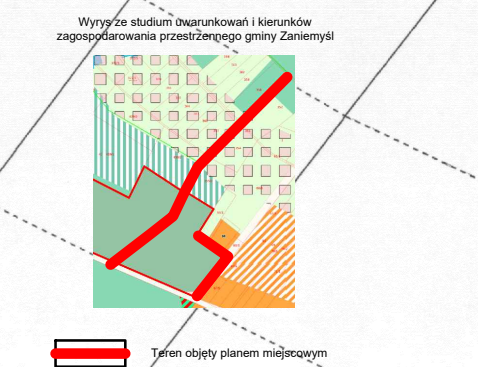 Wyrys ze studium uwarunkowań i kierunków
zagospodarowania przestrzennego gminy Zaniemyśl
Teren objęty planem miejscowym